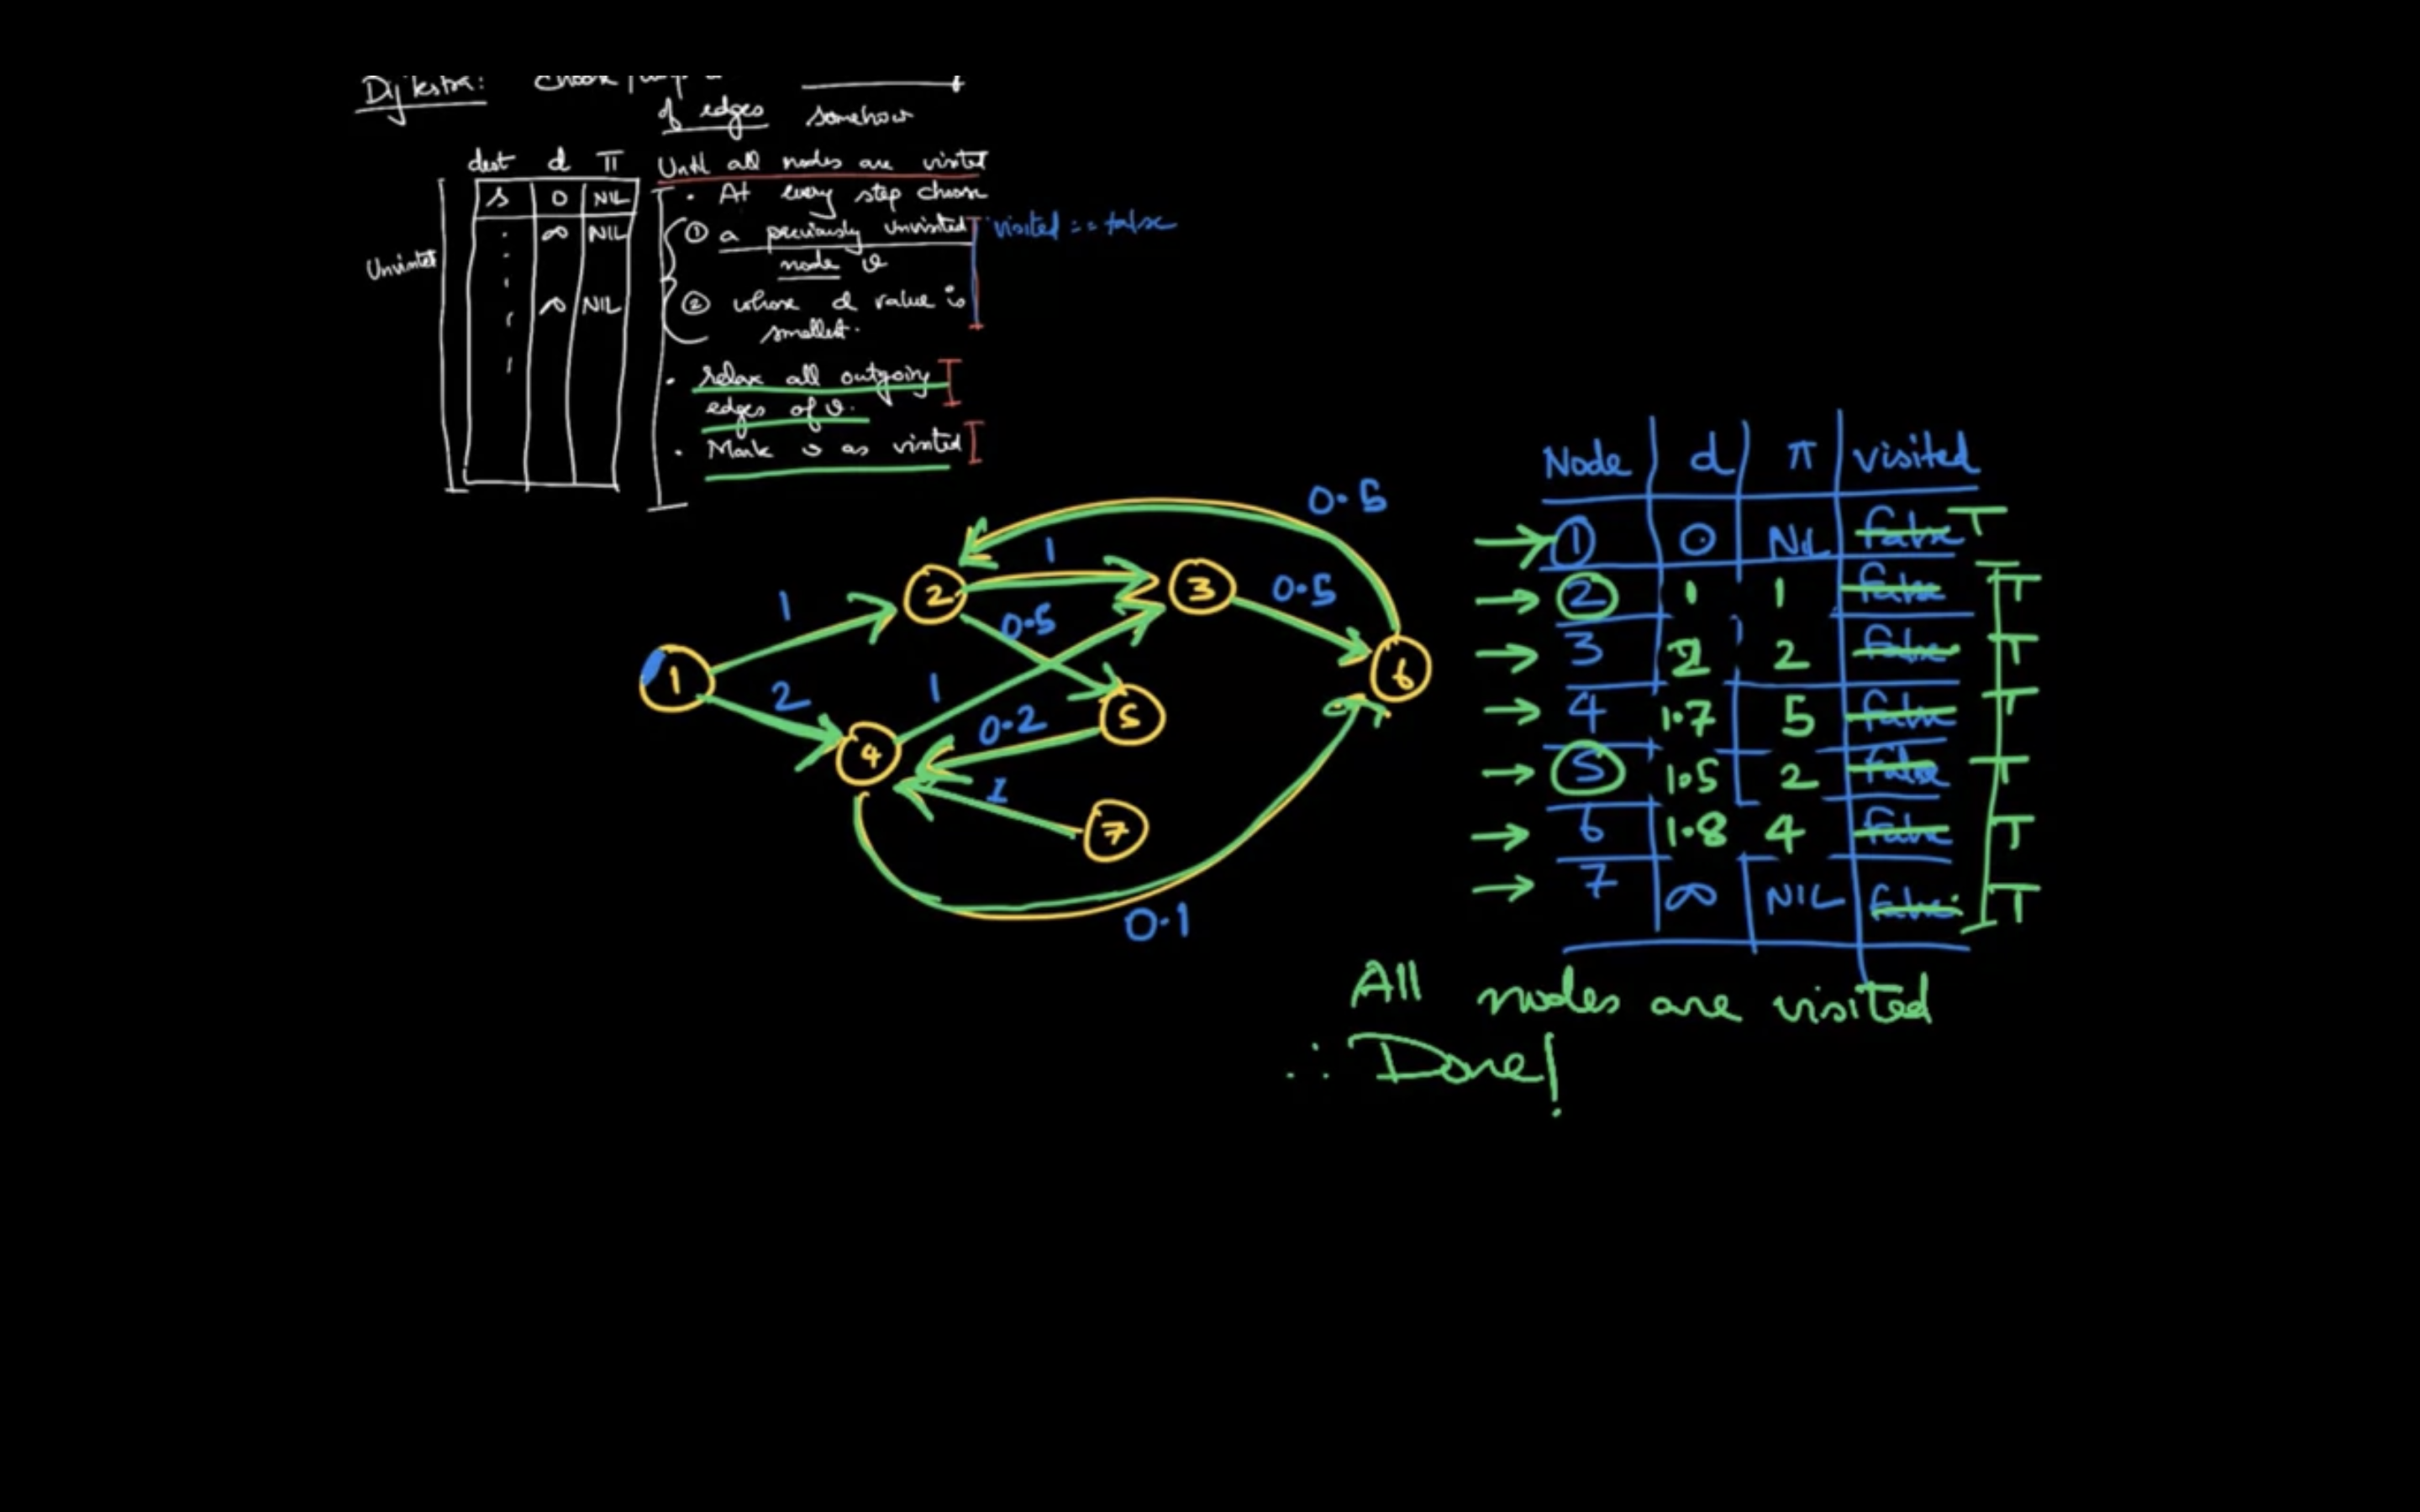 Dijkstra:
of edges somehow
dest d π Until all nodes are visited
s 0 NIL • At every step choose
∞ NIL ① a previously unvisited visited == false
node v
∞ NIL ② whose d value is
smallest.
• relax all outgoing
edges of v.
• Mark v as visited
0.5
1
0.5
1
0.5
2
3
1
2
1
0.2
4
5
6
1
7
0.1
Node d π visited
1 0 NIL false T
2 1 1 false T
3 2 2 false T
4 1.7 5 false T
5 1.5 2 false T
6 1.8 4 false T
7 ∞ NIL false T
All nodes are visited
∴ Done!